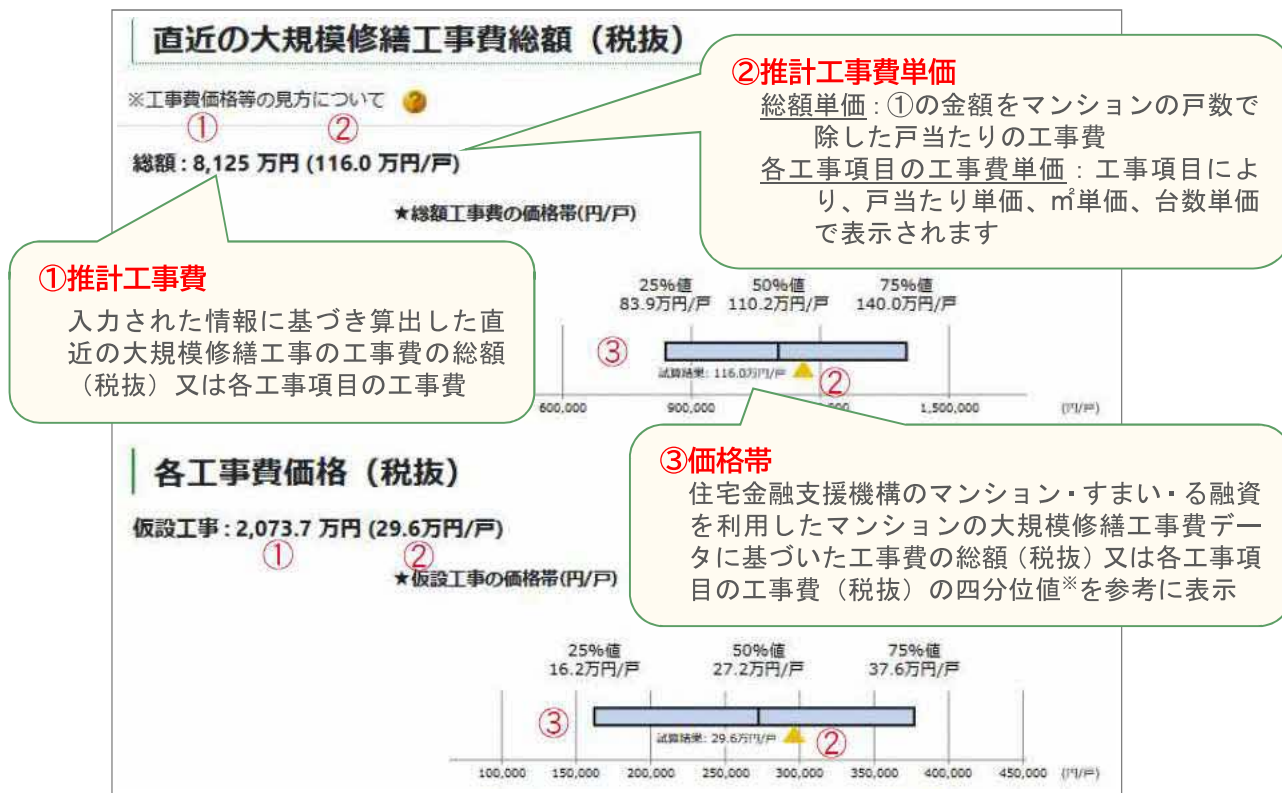 直近の大規模修繕工事費総額（税抜）
※工事費価格等の見方について ?
① ②
総額 : 8,125 万円 (116.0 万円/戸)
★総額工事費の価格帯(円/戸)
②推計工事費単価
総額単価：①の金額をマンションの戸数で
除した戸当たりの工事費
各工事項目の工事費単価：工事項目によ
り、戸当たり単価、㎡単価、台数単価
で表示されます
①推計工事費
入力された情報に基づき算出した直
近の大規模修繕工事の工事費の総額
（税抜）又は各工事項目の工事費
25%値 50%値 75%値
83.9万円/戸 110.2万円/戸 140.0万円/戸
③
試算結果: 116.0万円/戸 ②
600,000 900,000 1,500,000 (円/戸)
③価格帯
住宅金融支援機構のマンション・すまい・る融資
を利用したマンションの大規模修繕工事費デー
タに基づいた工事費の総額（税抜）又は各工事項
目の工事費（税抜）の四分位値※を参考に表示
各工事費価格（税抜）
仮設工事 : 2,073.7 万円 (29.6万円/戸)
① ②
★仮設工事の価格帯(円/戸)
25%値 50%値 75%値
16.2万円/戸 27.2万円/戸 37.6万円/戸
③
試算結果: 29.6万円/戸 ②
100,000 150,000 200,000 250,000 300,000 350,000 400,000 450,000 (円/戸)